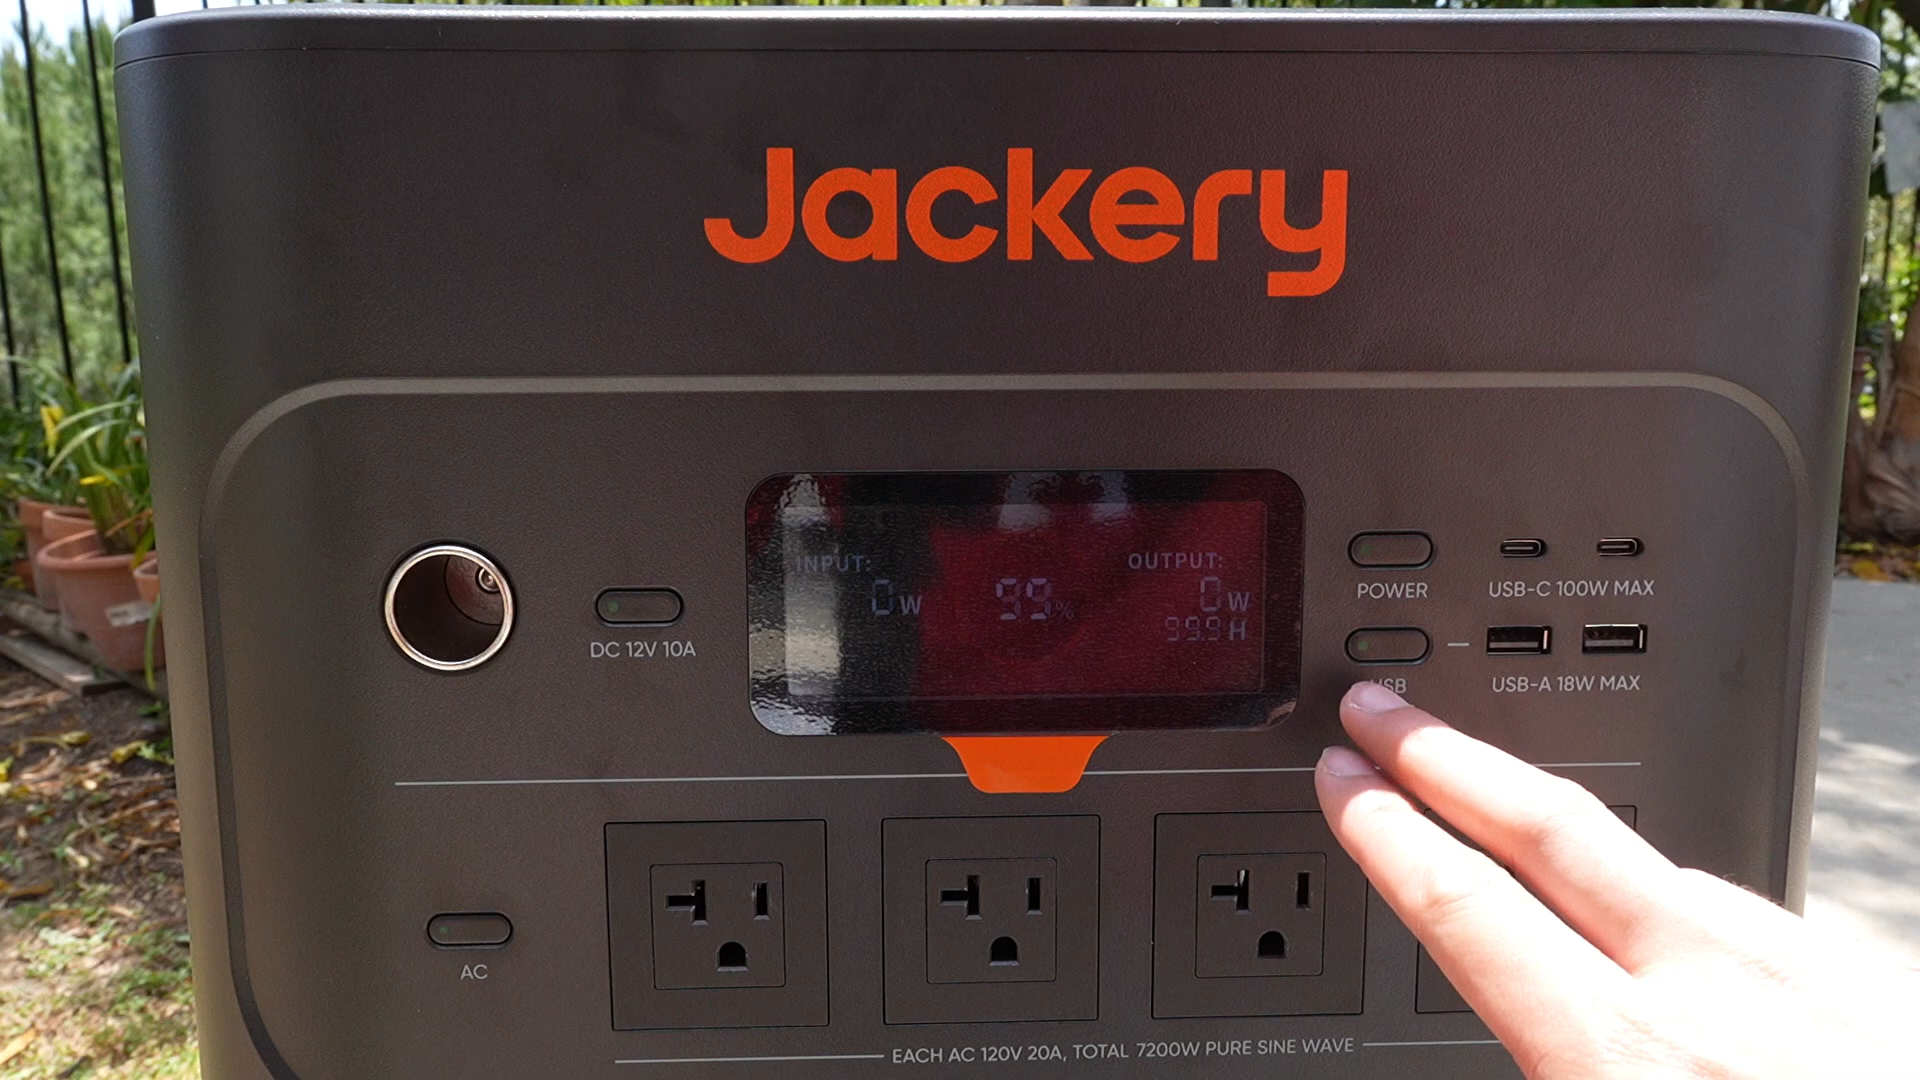 Jackery
INPUT:
0W
99%
OUTPUT:
0W
99.9H
POWER
USB-C 100W MAX
DC 12V 10A
USB
USB-A 18W MAX
AC
EACH AC 120V 20A, TOTAL 7200W PURE SINE WAVE